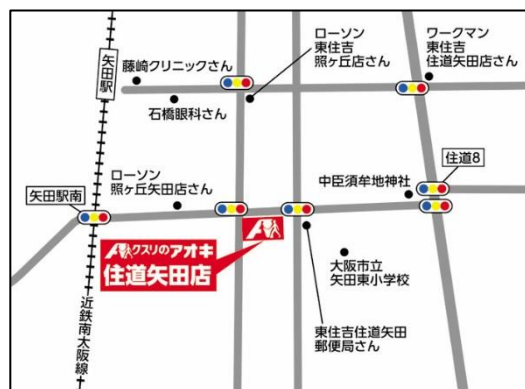 ローソン
東住吉
照ヶ丘店さん
ワークマン
東住吉
住道矢田店さん
矢田駅
藤崎クリニックさん
石橋眼科さん
ローソン
照ヶ丘矢田店さん
中臣須牟地神社
住道8
矢田駅南
クスリのアオキ
住道矢田店
大阪市立
矢田東小学校
東住吉住道矢田
郵便局さん
近鉄南大阪線